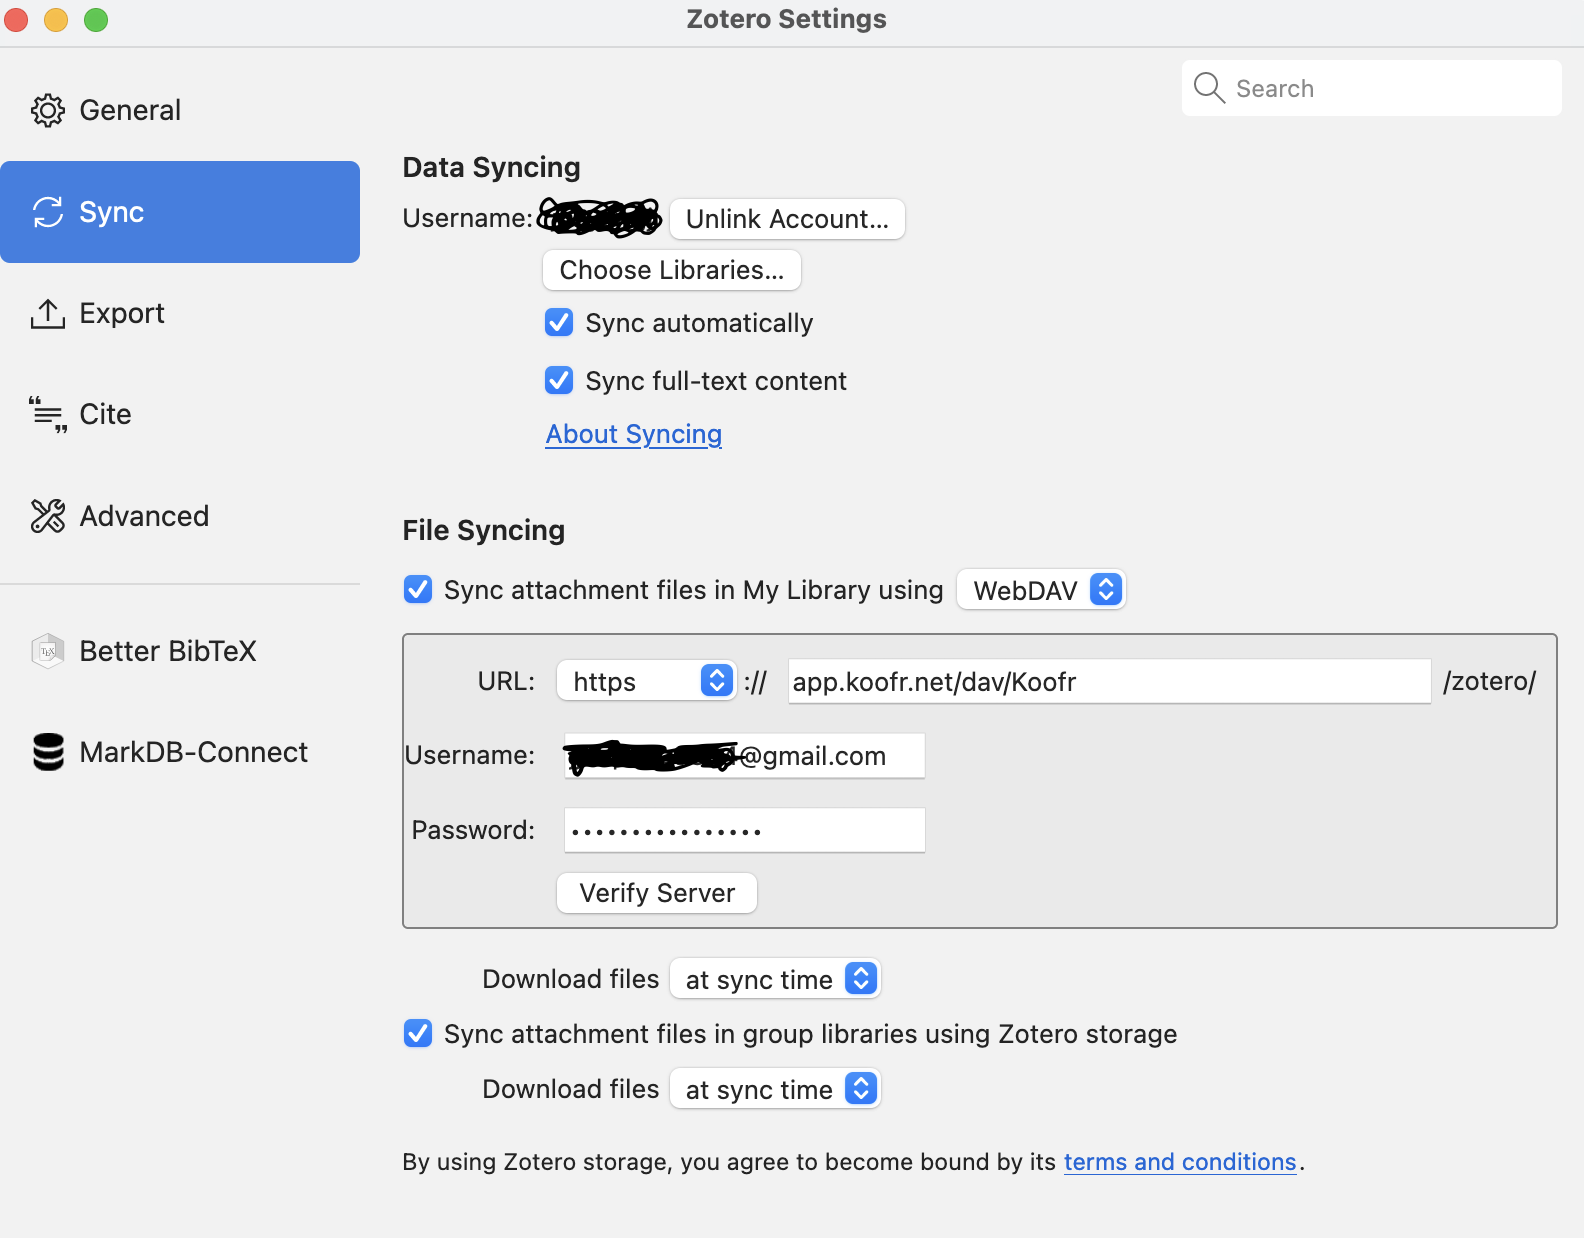 Zotero Settings
Search
General
Sync
Export
Cite
Advanced
Better BibTeX
MarkDB-Connect
Data Syncing
Username: Unlink Account...
Choose Libraries...
Sync automatically
Sync full-text content
About Syncing
File Syncing
Sync attachment files in My Library using WebDAV
URL: https :// app.koofr.net/dav/Koofr /zotero/
Username: @gmail.com
Password: ••••••••••••••••
Verify Server
Download files at sync time
Sync attachment files in group libraries using Zotero storage
Download files at sync time
By using Zotero storage, you agree to become bound by its terms and conditions.